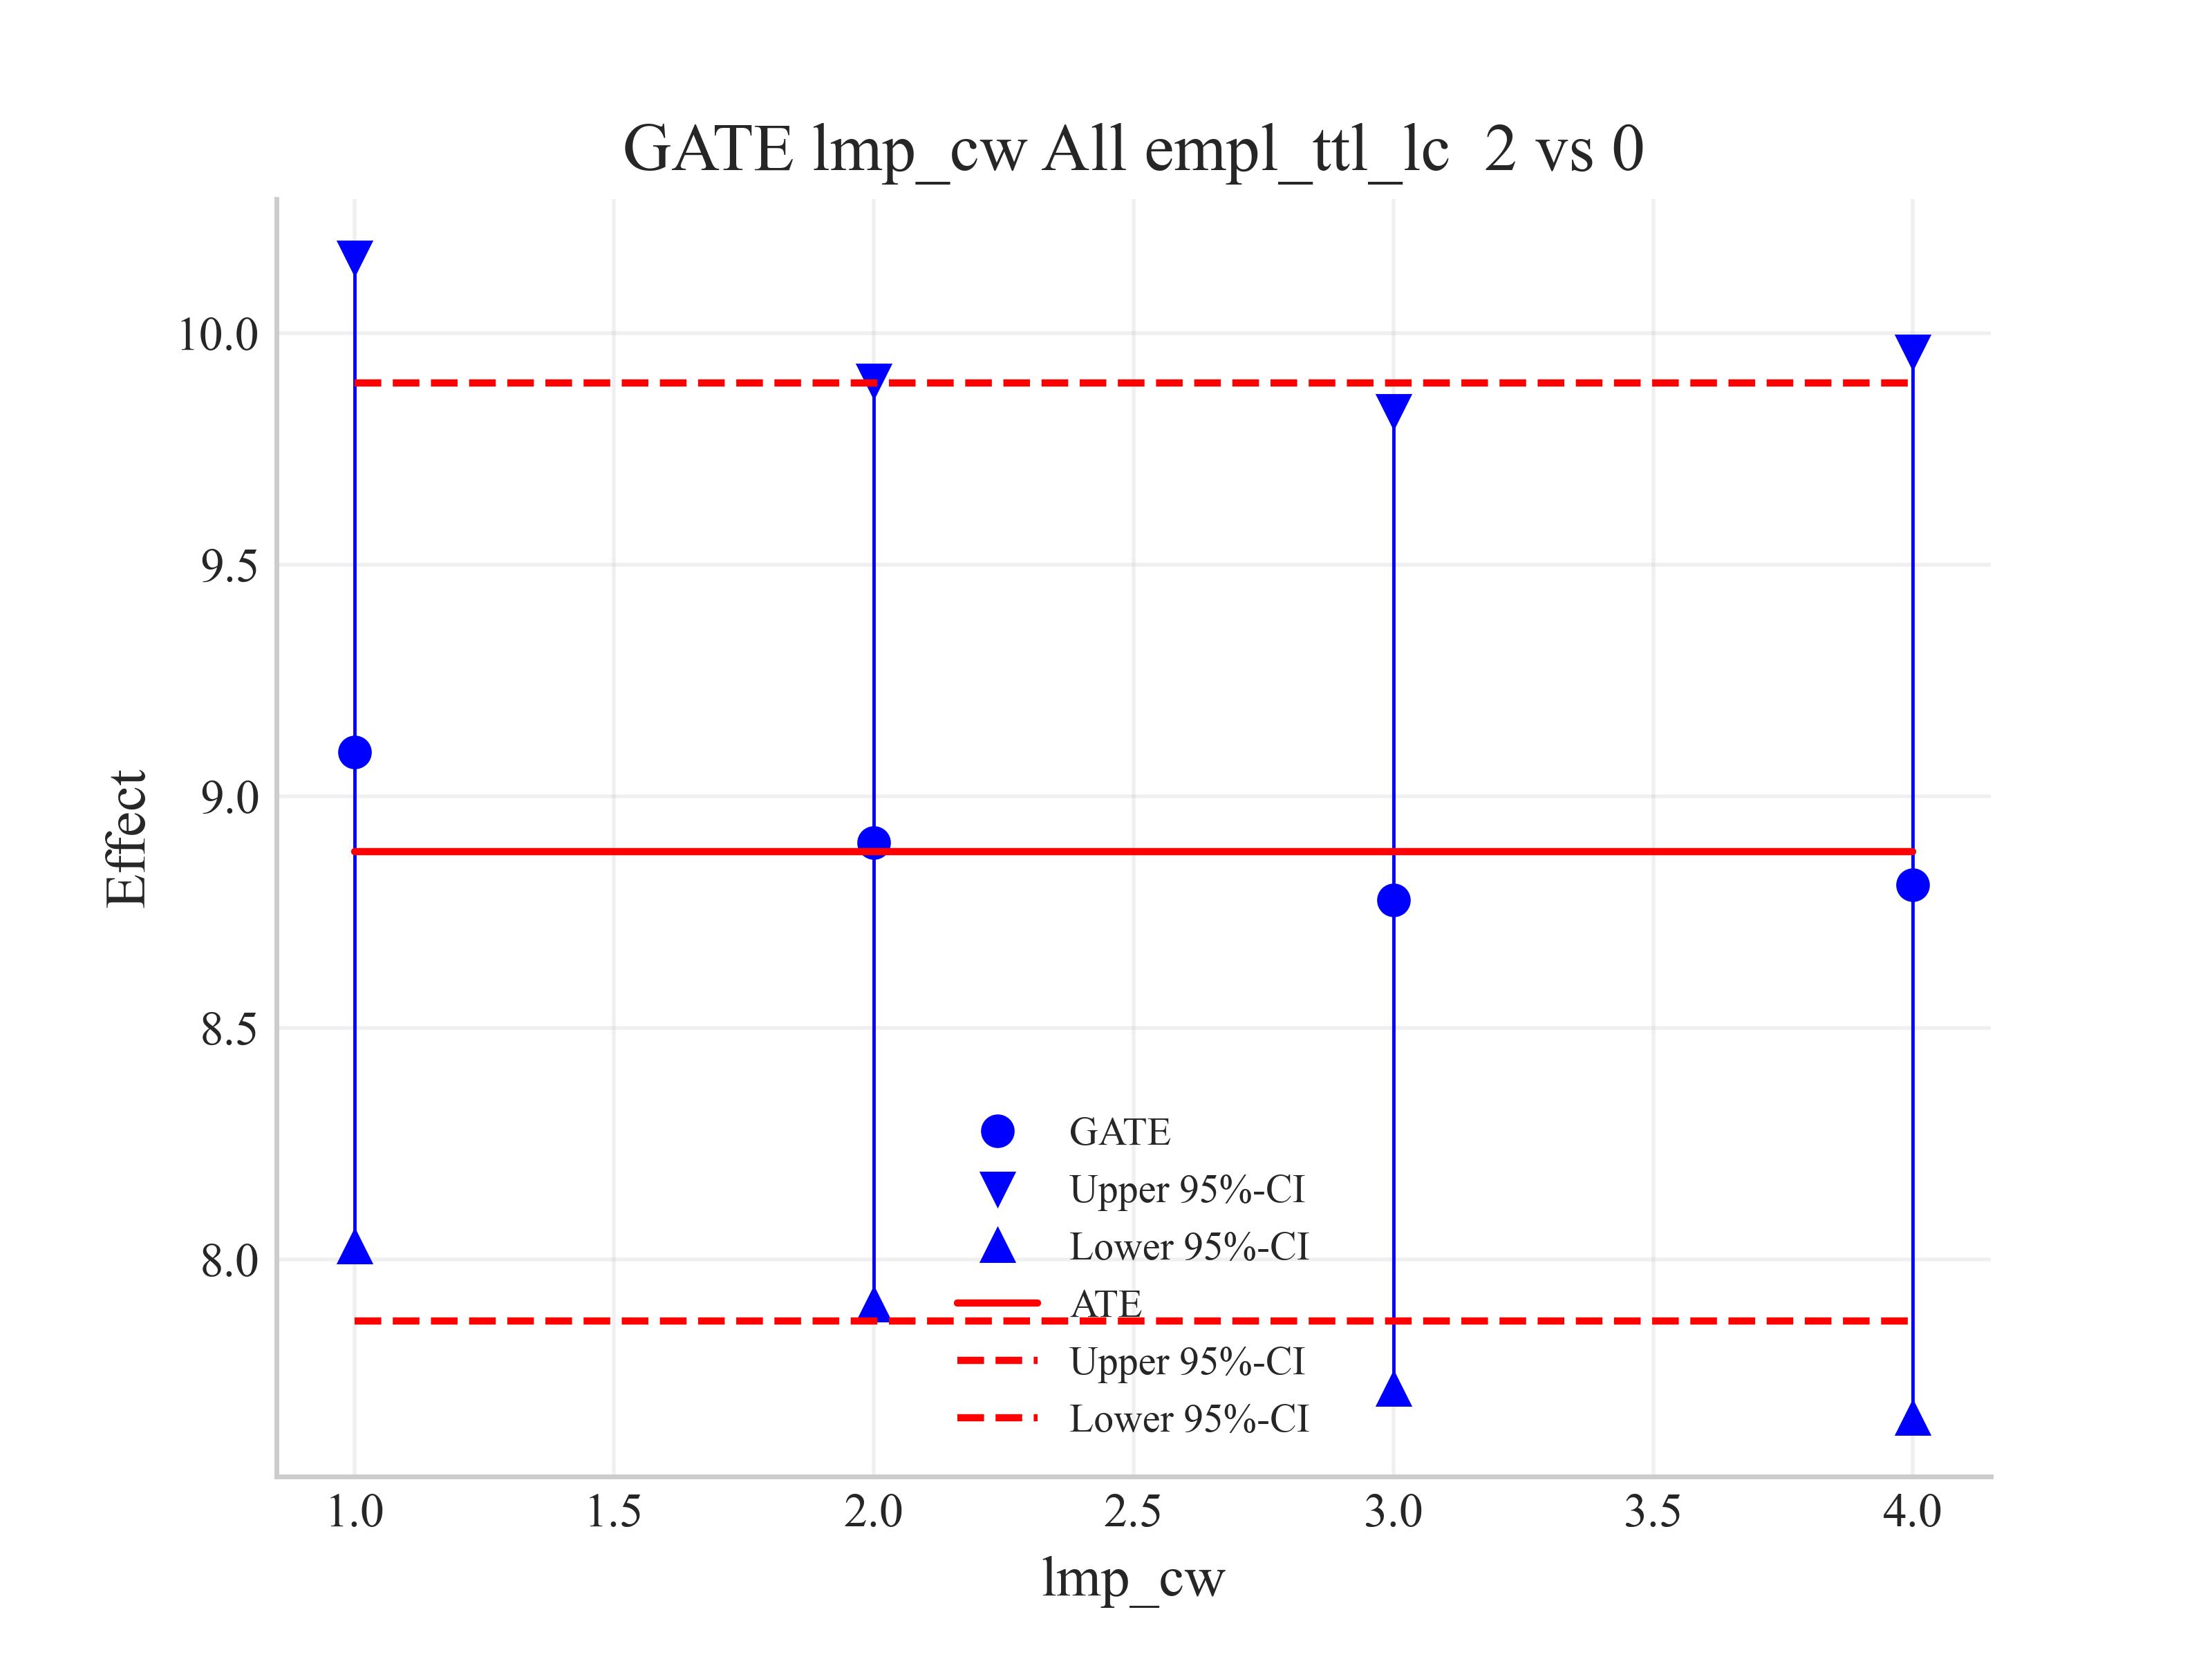 GATE lmp_cw All empl_ttl_lc  2 vs 0
Effect
10.0
9.5
9.0
8.5
8.0
GATE
Upper 95%-CI
Lower 95%-CI
ATE
Upper 95%-CI
Lower 95%-CI
1.0 1.5 2.0 2.5 3.0 3.5 4.0
lmp_cw